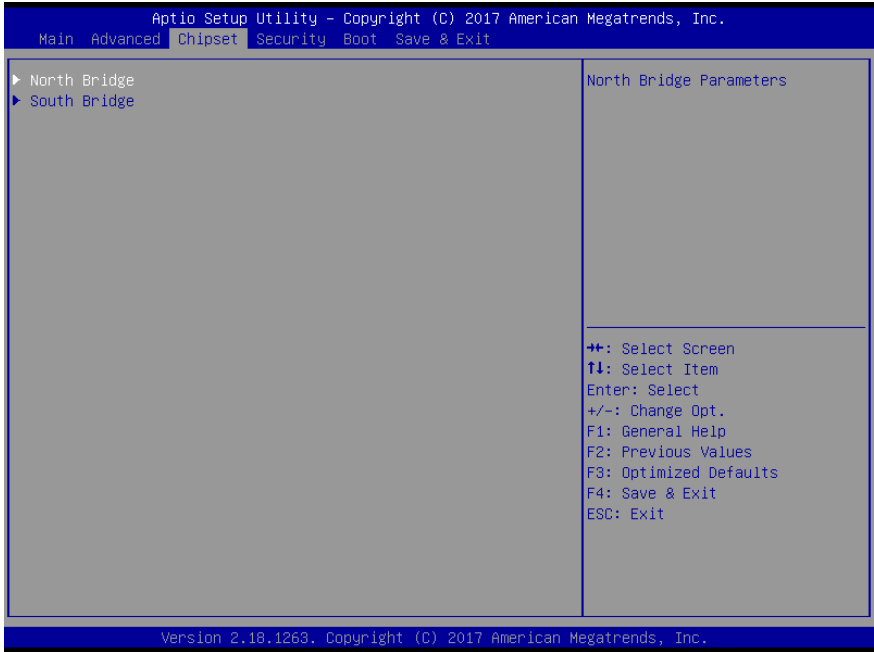 Aptio Setup Utility – Copyright (C) 2017 American Megatrends, Inc.
Main Advanced Chipset Security Boot Save & Exit
▶ North Bridge
▶ South Bridge
North Bridge Parameters
→←: Select Screen
↑↓: Select Item
Enter: Select
+/-: Change Opt.
F1: General Help
F2: Previous Values
F3: Optimized Defaults
F4: Save & Exit
ESC: Exit
Version 2.18.1263. Copyright (C) 2017 American Megatrends, Inc.